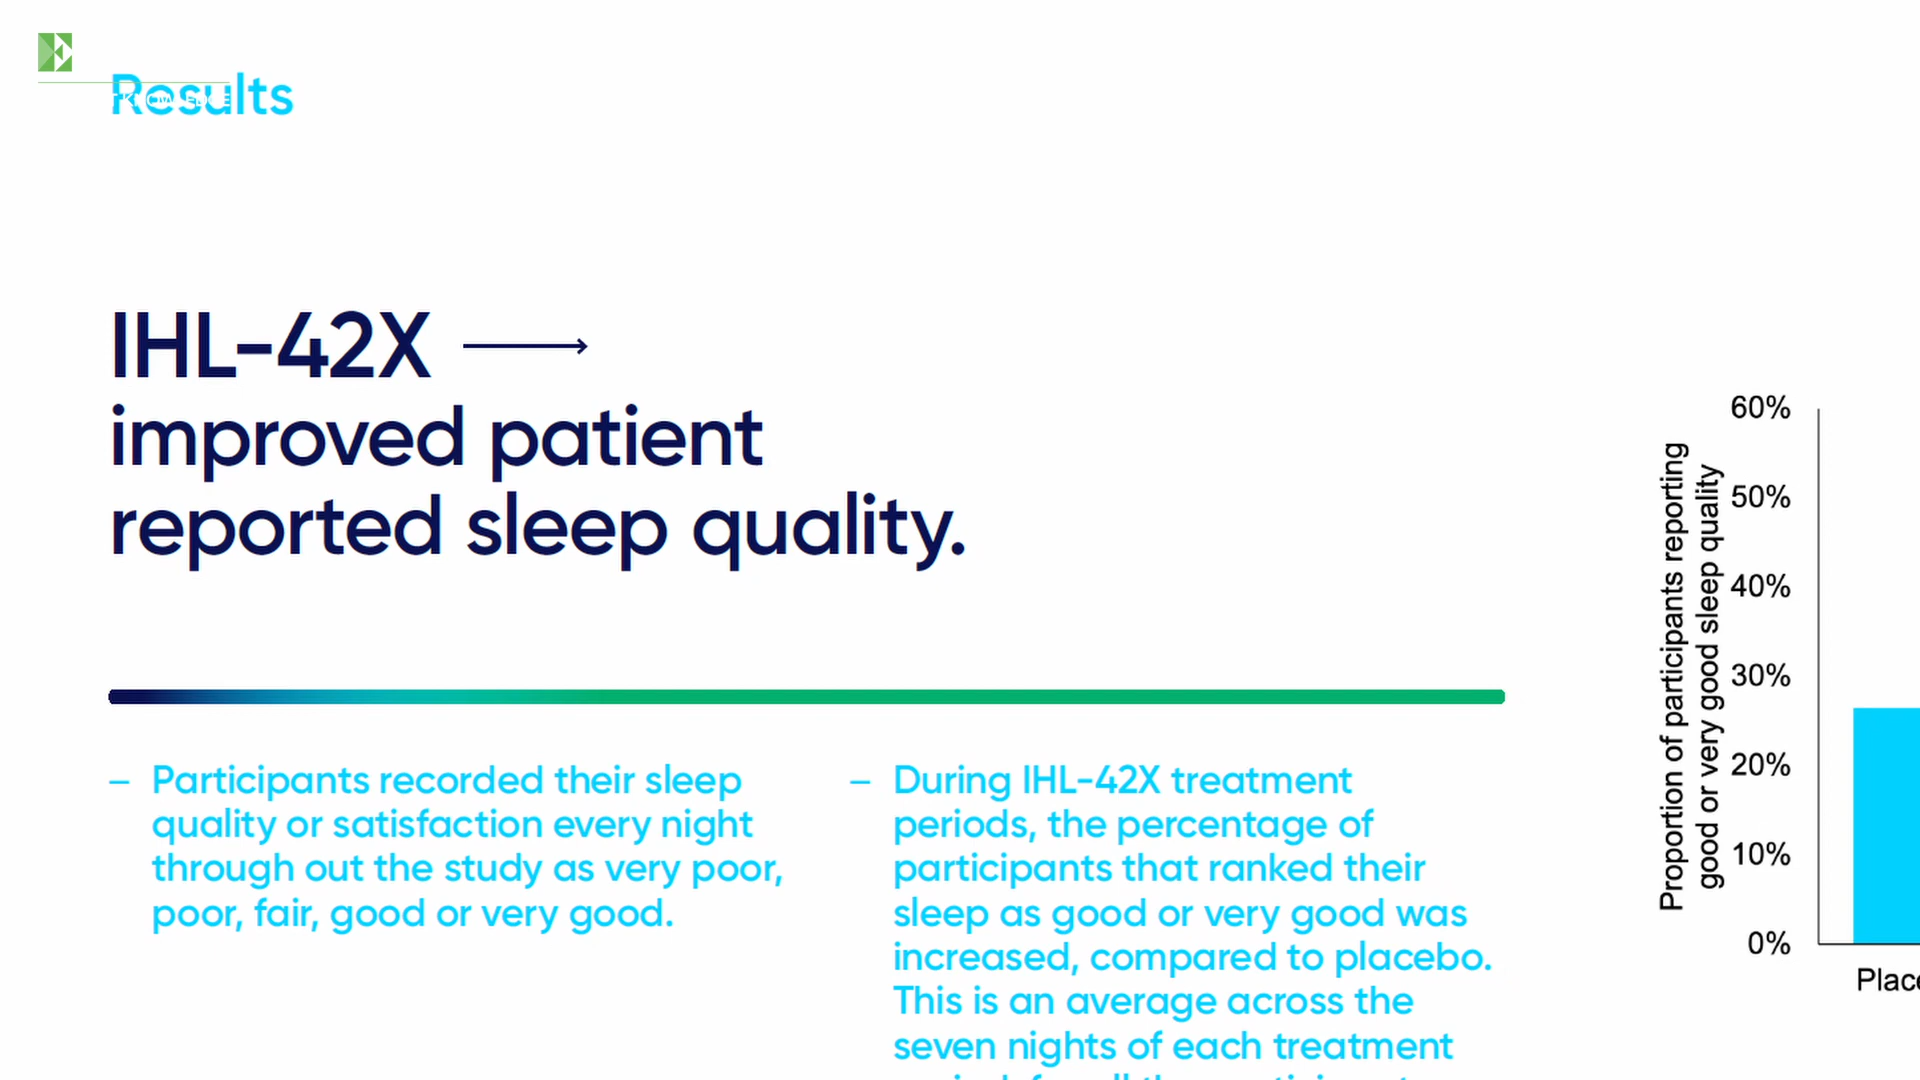 Results
IHL-42X
improved patient
reported sleep quality.
– Participants recorded their sleep
quality or satisfaction every night
through out the study as very poor,
poor, fair, good or very good.
– During IHL-42X treatment
periods, the percentage of
participants that ranked their
sleep as good or very good was
increased, compared to placebo.
This is an average across the
seven nights of each treatment
Proportion of participants reporting
good or very good sleep quality
60%
50%
40%
30%
20%
10%
0%